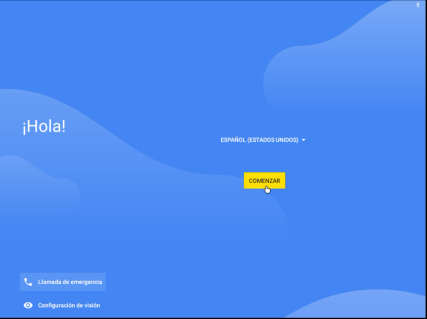 ¡Hola!
ESPAÑOL (ESTADOS UNIDOS)
COMENZAR
Llamada de emergencia
Configuración de visión